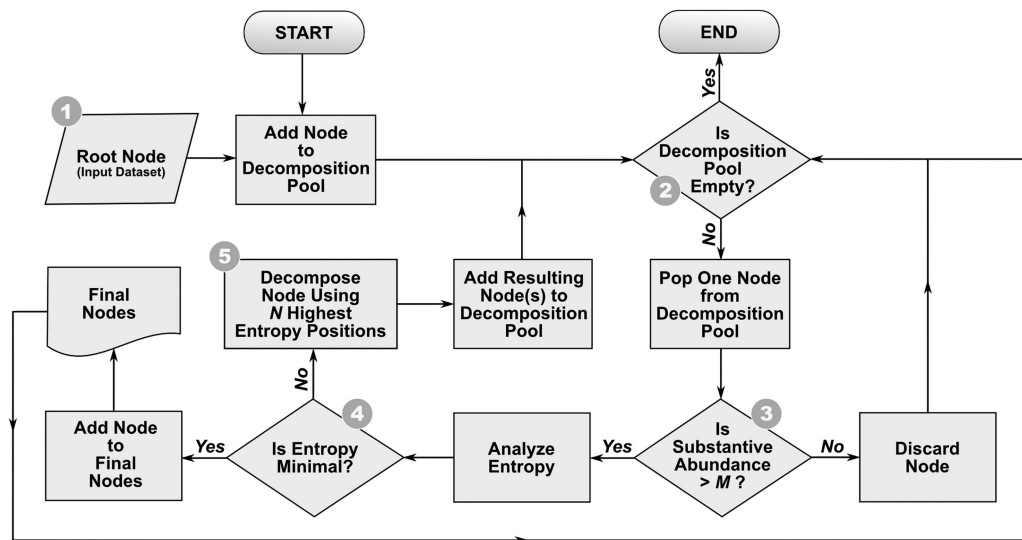 START
END
1
Root Node
(Input Dataset)
Add Node
to
Decomposition
Pool
Yes
Is
Decomposition
Pool
Empty?
2
No
5
Decompose
Node Using
N Highest
Entropy Positions
Add Resulting
Node(s) to
Decomposition
Pool
Pop One Node
from
Decomposition
Pool
Final
Nodes
No
4
3
Add Node
to
Final
Nodes
Yes
Is Entropy
Minimal?
Analyze
Entropy
Yes
Is
Substantive
Abundance
> M ?
No
Discard
Node